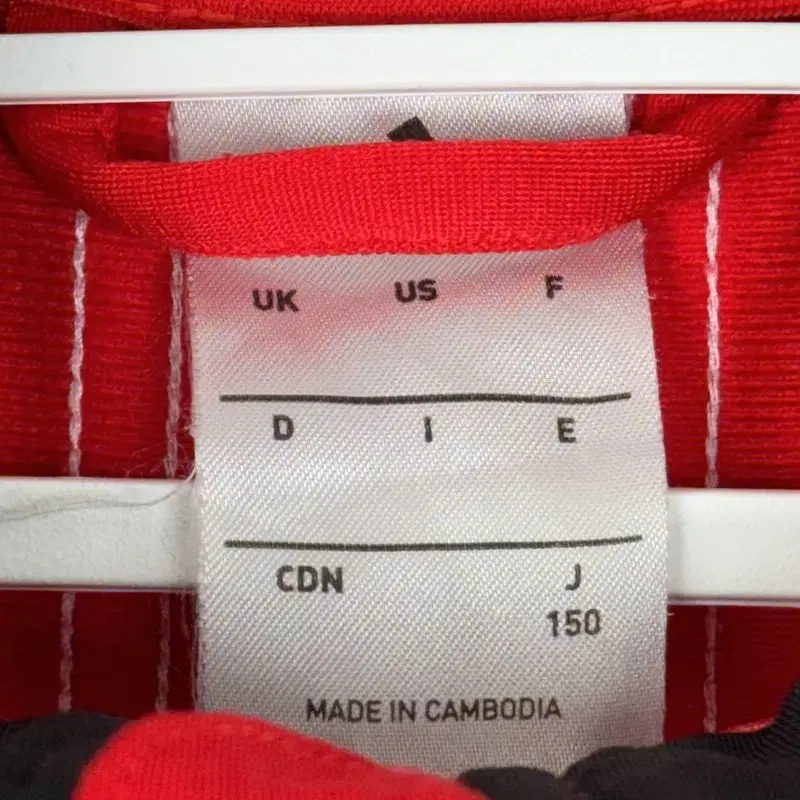 UK US F
D I E
CDN J
150
MADE IN CAMBODIA